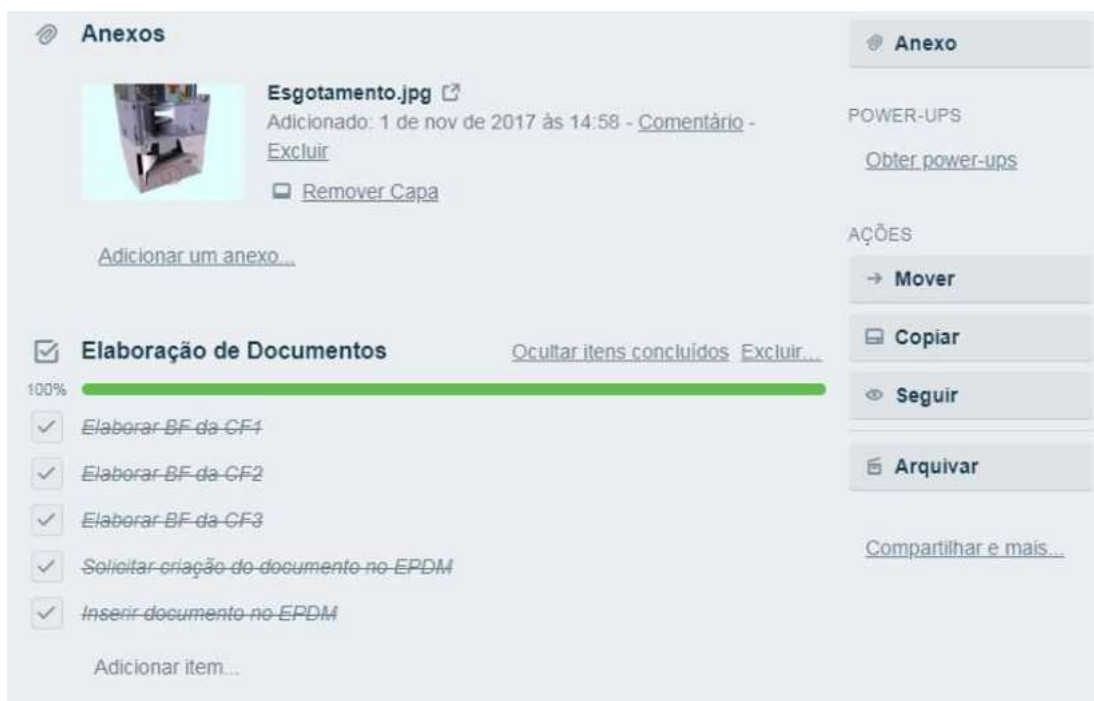 Anexos
Esgotamento.jpg
Adicionado: 1 de nov de 2017 às 14:58 - Comentário -
Excluir
Remover Capa
Adicionar um anexo...
Elaboração de Documentos
Ocultar itens concluídos Excluir...
100%
Elaborar BF da CF1
Elaborar BF da CF2
Elaborar BF da CF3
Solicitar criação do documento no EPDM
Inserir documento no EPDM
Adicionar item...
Anexo
POWER-UPS
Obter power-ups
AÇÕES
Mover
Copiar
Seguir
Arquivar
Compartilhar e mais...